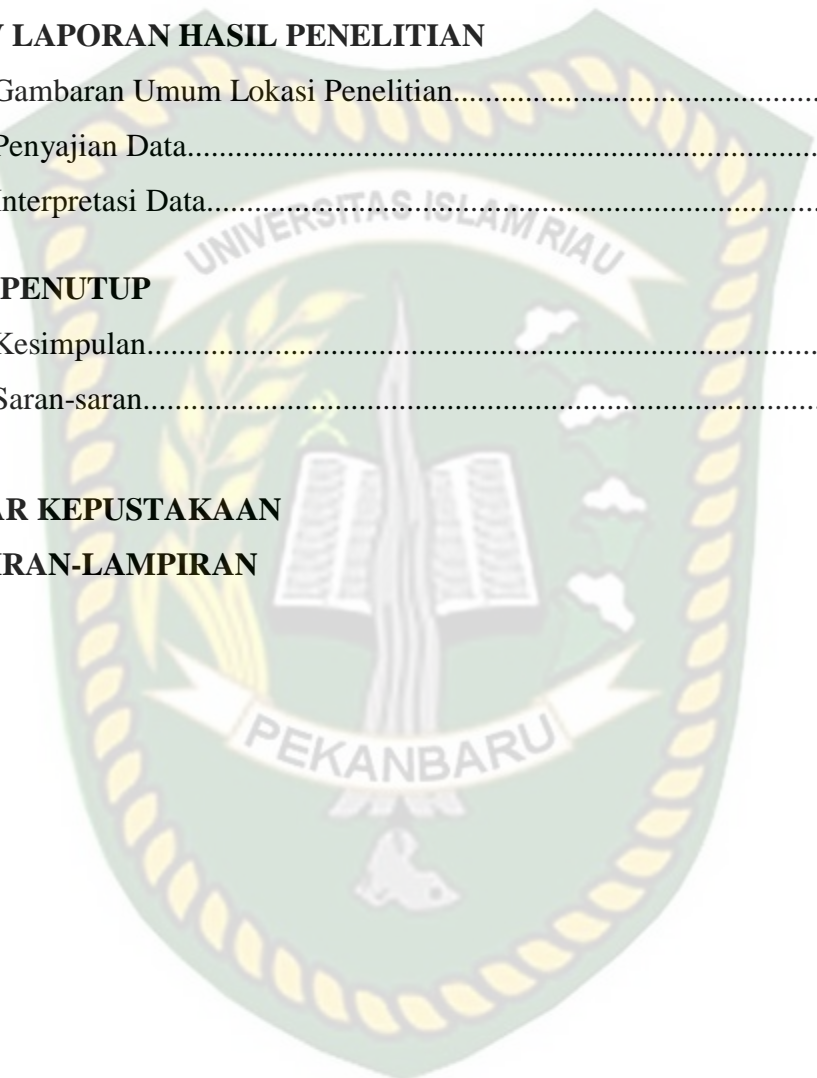 LAPORAN HASIL PENELITIAN
Gambaran Umum Lokasi Penelitian..............................................
Penyajian Data...............................................................................
Interpretasi Data.............................................................................
UNIVERSITAS ISLAM RIAU
PENUTUP
Kesimpulan....................................................................................
Saran-saran.....................................................................................
AR KEPUSTAKAAN
IRAN-LAMPIRAN
PEKANBARU